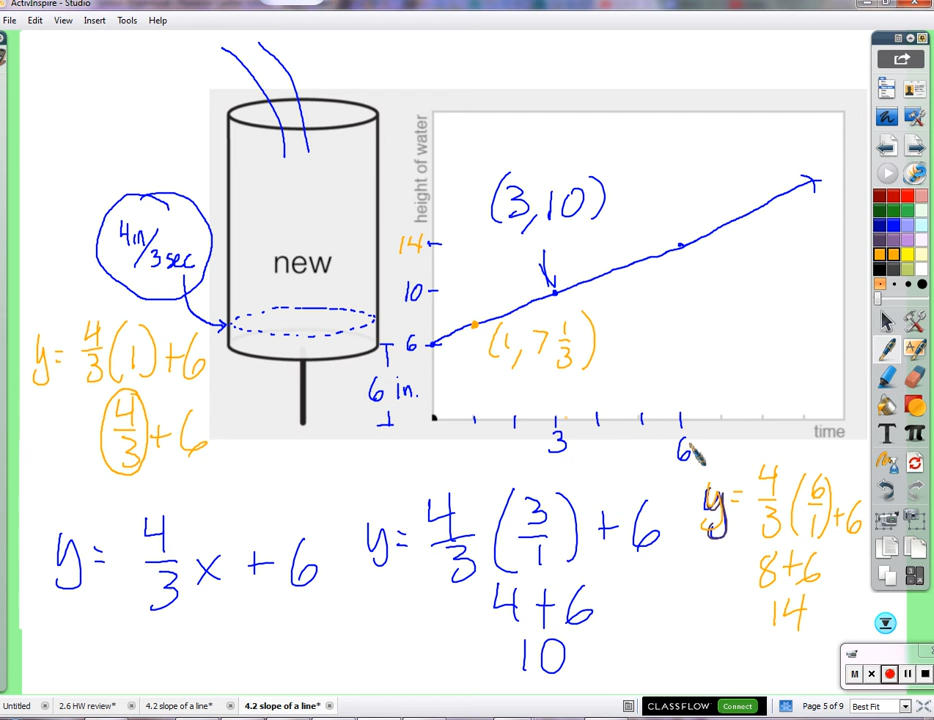 ActivInspire - Studio
File Edit View Insert Tools Help
height of water
(3,10)
4in/3sec
new
14
10
6
6 in.
(1, 7 1/3)
3
6
time
y = 4/3 (1) + 6
4/3 + 6
y = 4/3 x + 6
y = 4/3 (3/1) + 6
4 + 6
10
y = 4/3 (6/1) + 6
8 + 6
14
T π
M
Untitled 2.6 HW review* 4.2 slope of a line* 4.2 slope of a line*
CLASSFLOW Connect Page 5 of 9 Best Fit